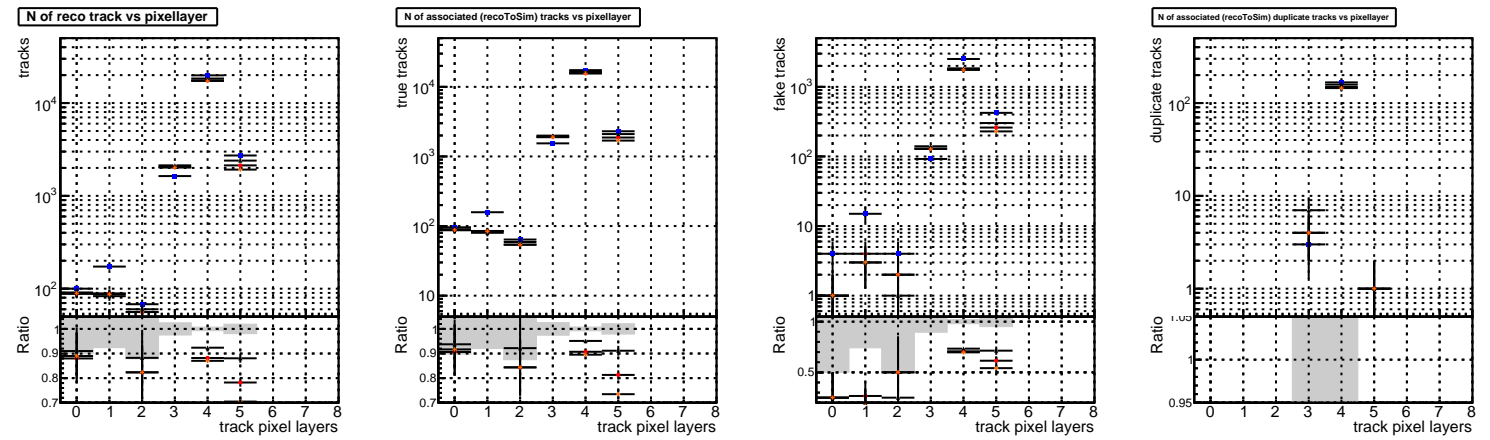 N of reco track vs pixellayer
tracks
10^4
10^3
10^2
Ratio
1
0.9
0.8
0.7
0 1 2 3 4 5 6 7 8
track pixel layers
N of associated (recoToSim) tracks vs pixellayer
true tracks
10^4
10^3
10^2
10
Ratio
1
0.9
0.8
0.7
0 1 2 3 4 5 6 7 8
track pixel layers
fake tracks
10^3
10^2
10
1
Ratio
1
0.5
0 1 2 3 4 5 6 7 8
track pixel layers
N of associated (recoToSim) duplicate tracks vs pixellayer
duplicate tracks
10^2
10
1
Ratio
1.05
1
0.95
0 1 2 3 4 5 6 7 8
track pixel layers